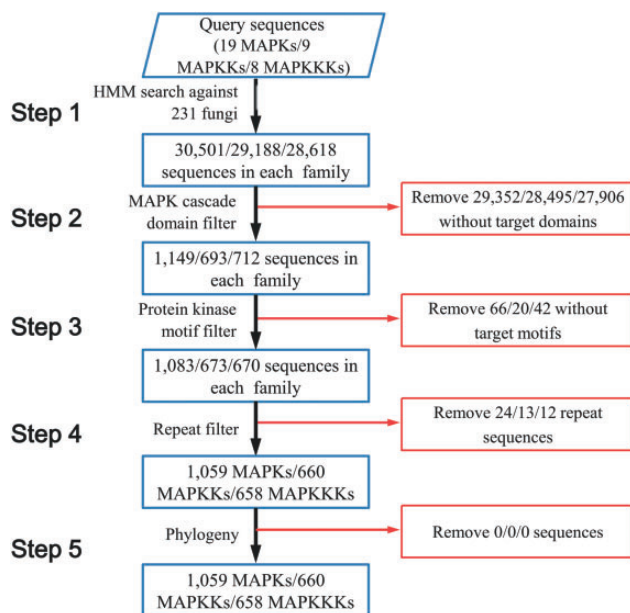 Query sequences
(19 MAPKs/9
MAPKKs/8 MAPKKKs)
Step 1
HMM search against
231 fungi
30,501/29,188/28,618
sequences in each family
Step 2
MAPK cascade
domain filter
Remove 29,352/28,495/27,906
without target domains
1,149/693/712 sequences in
each family
Step 3
Protein kinase
motif filter
Remove 66/20/42 without
target motifs
1,083/673/670 sequences in
each family
Step 4
Repeat filter
Remove 24/13/12 repeat
sequences
1,059 MAPKs/660
MAPKKs/658 MAPKKKs
Step 5
Phylogeny
Remove 0/0/0 sequences
1,059 MAPKs/660
MAPKKs/658 MAPKKKs